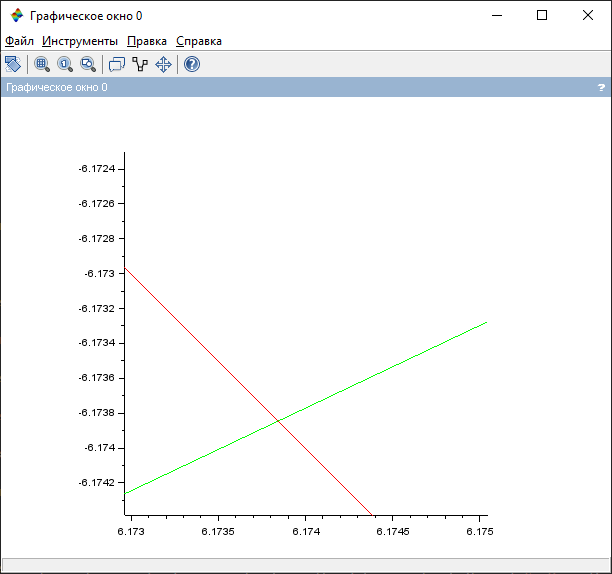 Графическое окно 0
Файл Инструменты Правка Справка
Графическое окно 0 ?
-6.1724
-6.1726
-6.1728
-6.173
-6.1732
-6.1734
-6.1736
-6.1738
-6.174
-6.1742
6.173 6.1735 6.174 6.1745 6.175